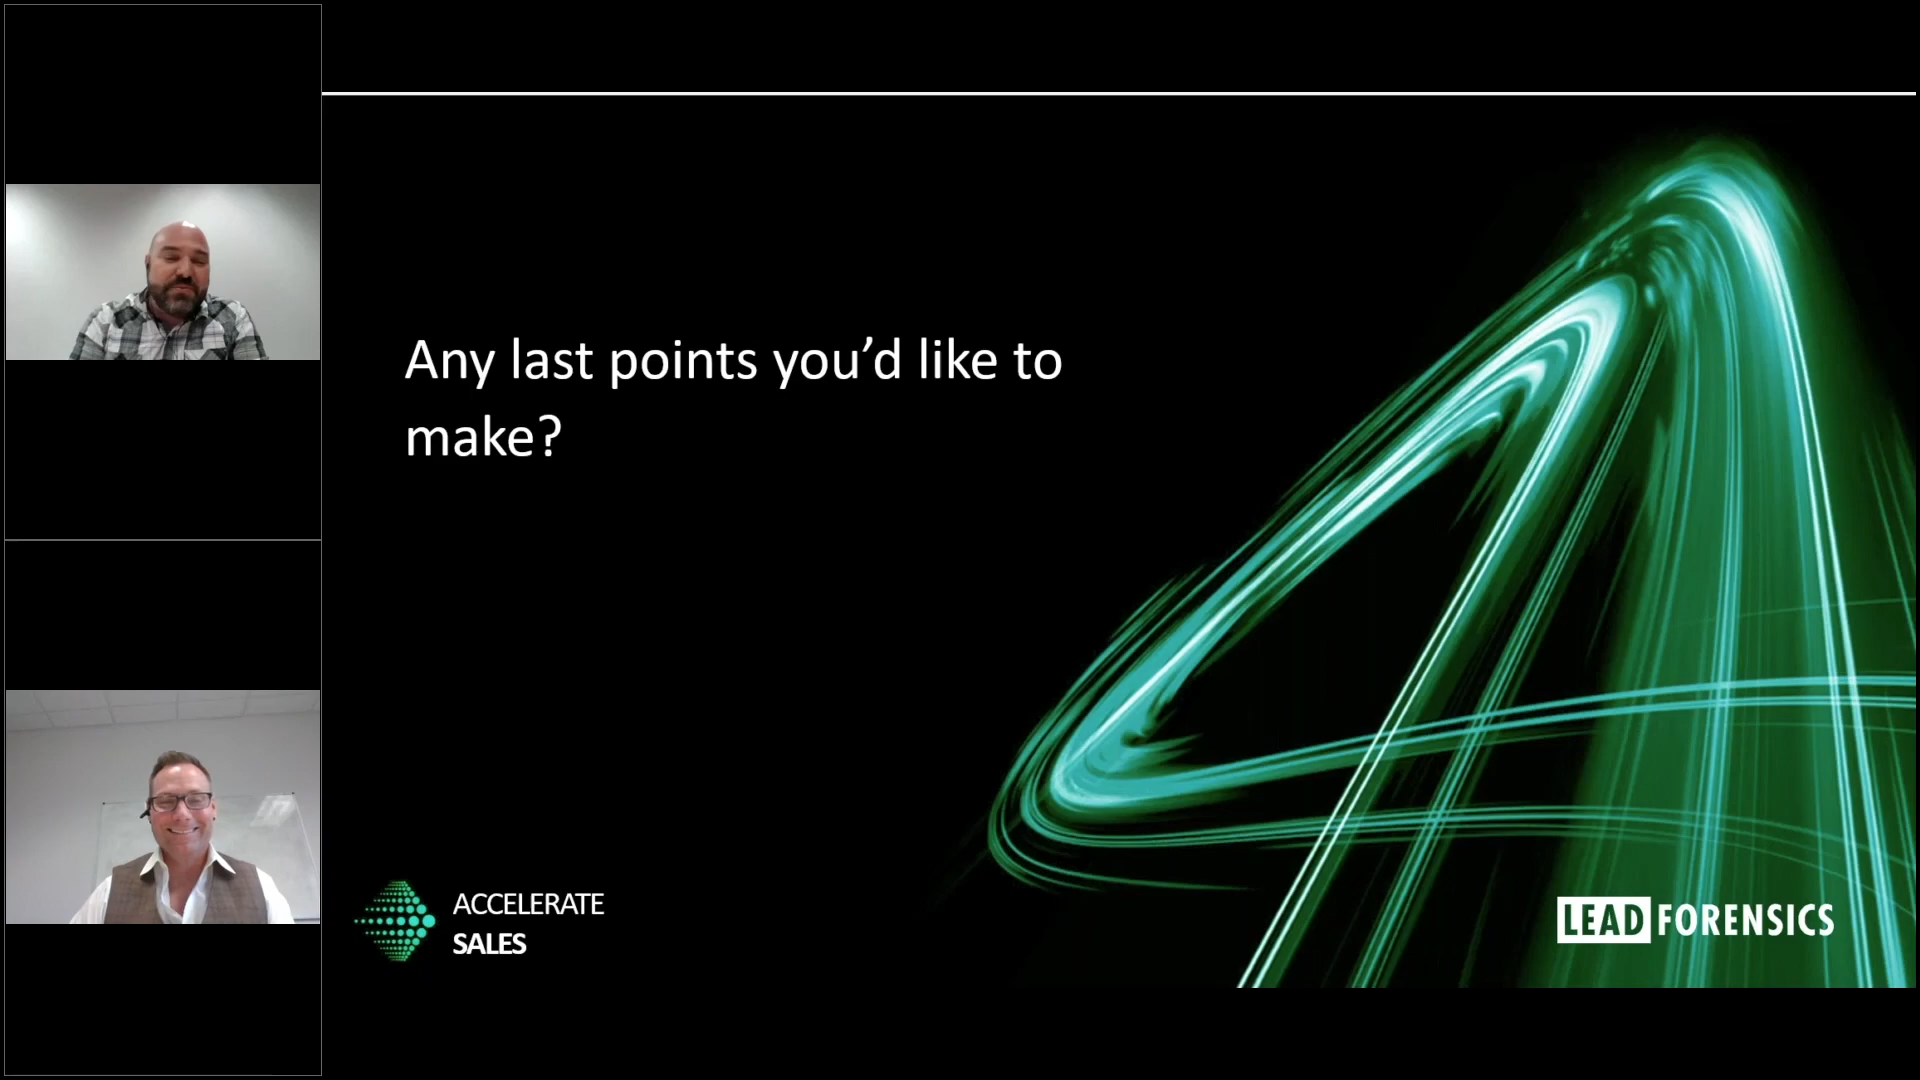 Any last points you’d like to
make?
ACCELERATE
SALES
LEAD FORENSICS